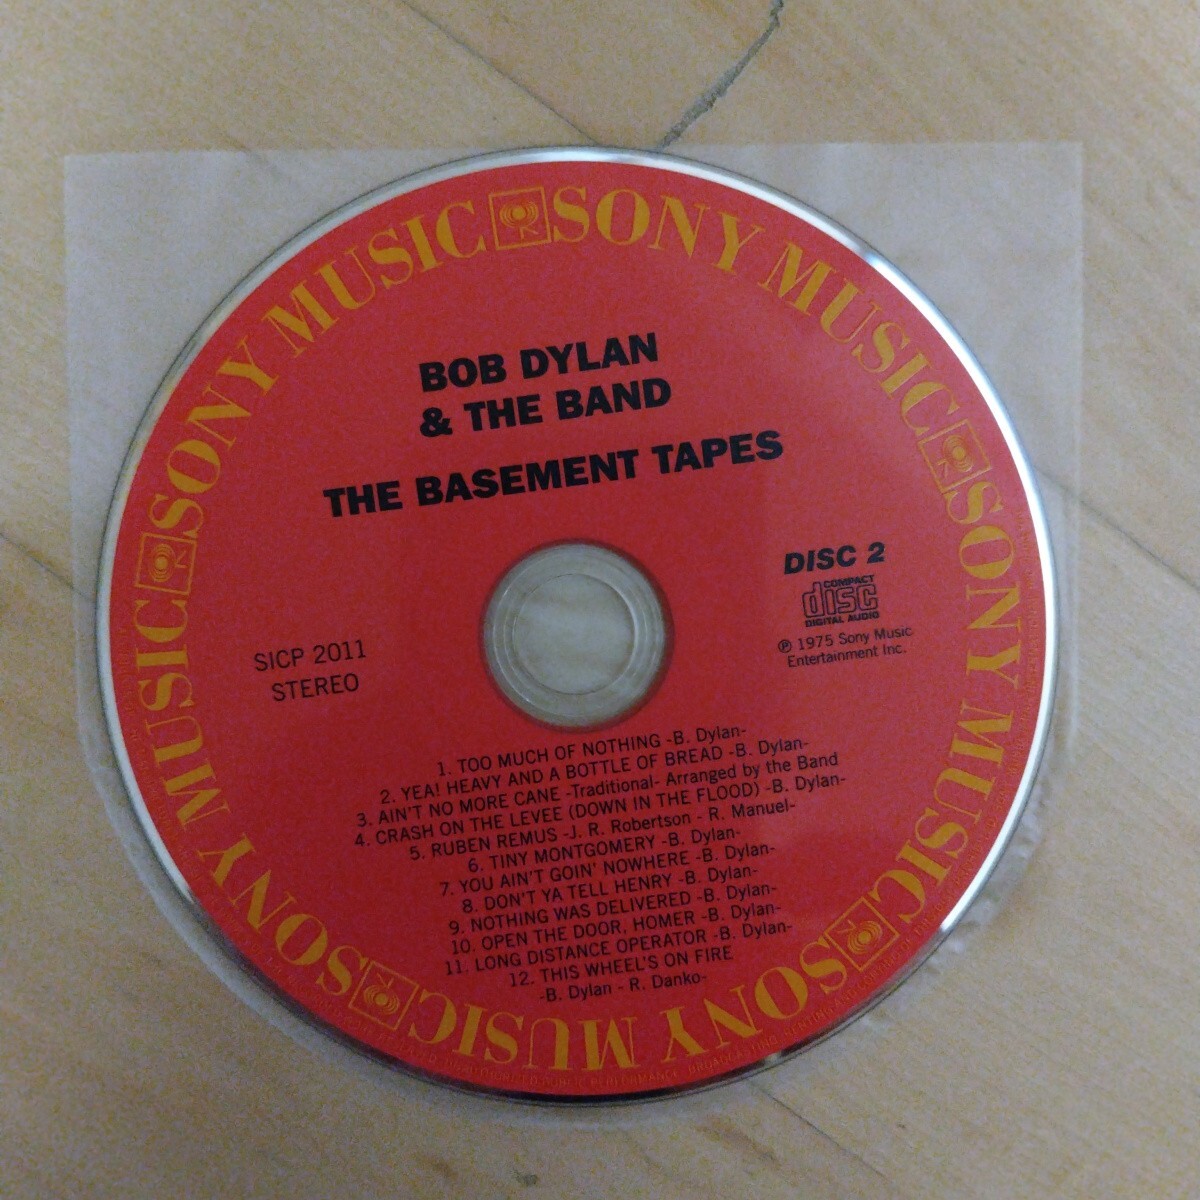 SONY MUSIC SONY MUSIC SONY MUSIC SONY MUSIC SONY MUSIC
BOB DYLAN
& THE BAND
THE BASEMENT TAPES
DISC 2
COMPACT
disc
DIGITAL AUDIO
℗ 1975 Sony Music
Entertainment Inc.
SICP 2011
STEREO
1. TOO MUCH OF NOTHING -B. Dylan-
2. YEA! HEAVY AND A BOTTLE OF BREAD -B. Dylan-
3. AIN'T NO MORE CANE -Traditional- Arranged by the Band
4. CRASH ON THE LEVEE (DOWN IN THE FLOOD) -B. Dylan-
5. RUBEN REMUS -J. R. Robertson - R. Manuel-
6. TINY MONTGOMERY -B. Dylan-
7. YOU AIN'T GOIN' NOWHERE -B. Dylan-
8. DON'T YA TELL HENRY -B. Dylan-
9. NOTHING WAS DELIVERED -B. Dylan-
10. OPEN THE DOOR, HOMER -B. Dylan-
11. LONG DISTANCE OPERATOR -B. Dylan-
12. THIS WHEEL'S ON FIRE
-B. Dylan - R. Danko-
PUBLIC PERFORMANCE, BROADCASTING